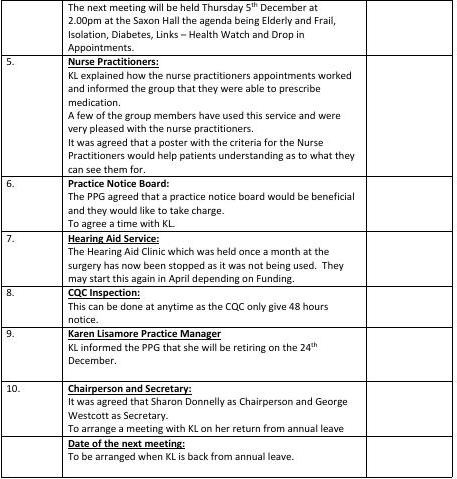 The next meeting will be held Thursday 5th December at
2.00pm at the Saxon Hall the agenda being Elderly and Frail,
Isolation, Diabetes, Links – Health Watch and Drop in
Appointments.
5. Nurse Practitioners:
KL explained how the nurse practitioners appointments worked
and informed the group that they were able to prescribe
medication.
A few of the group members have used this service and were
very pleased with the nurse practitioners.
It was agreed that a poster with the criteria for the Nurse
Practitioners would help patients understanding as to what they
can see them for.
6. Practice Notice Board:
The PPG agreed that a practice notice board would be beneficial
and they would like to take charge.
To agree a time with KL.
7. Hearing Aid Service:
The Hearing Aid Clinic which was held once a month at the
surgery has now been stopped as it was not being used.  They
may start this again in April depending on Funding.
8. CQC Inspection:
This can be done at anytime as the CQC only give 48 hours
notice.
9. Karen Lisamore Practice Manager
KL informed the PPG that she will be retiring on the 24th
December.
10. Chairperson and Secretary:
It was agreed that Sharon Donnelly as Chairperson and George
Westcott as Secretary.
To arrange a meeting with KL on her return from annual leave
Date of the next meeting:
To be arranged when KL is back from annual leave.